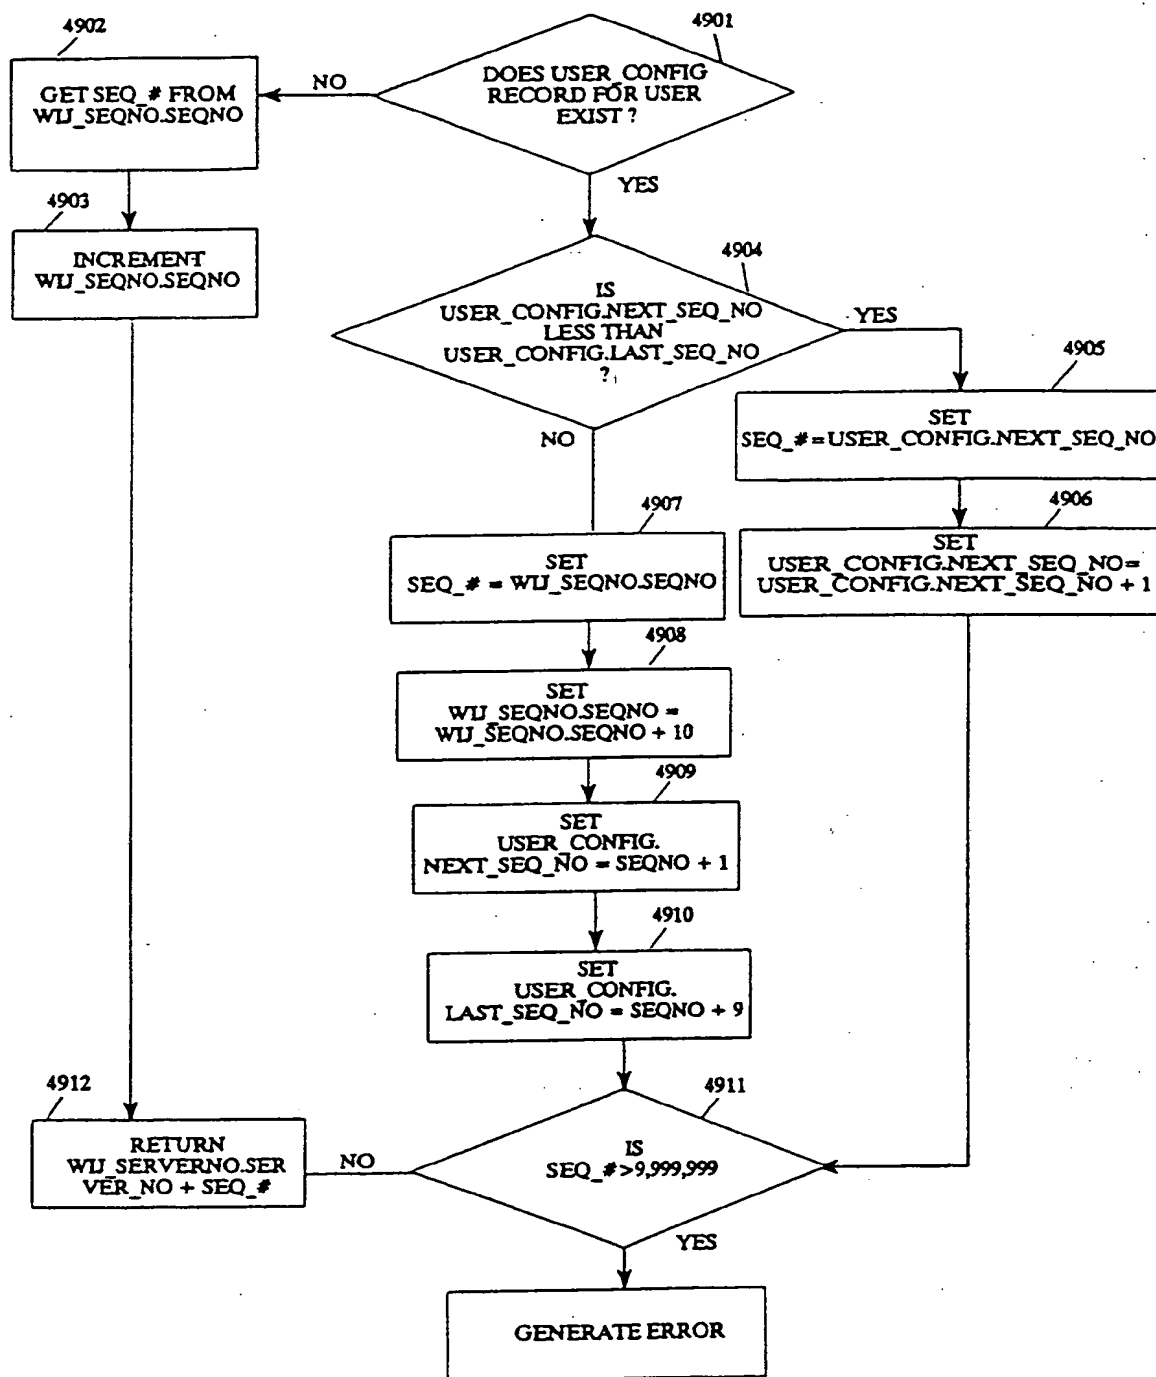 4901
DOES USER_CONFIG
RECORD FOR USER
EXIST ?
NO
YES
4902
GET SEQ_# FROM
WIJ_SEQNO.SEQNO
4903
INCREMENT
WIJ_SEQNO.SEQNO
4904
IS
USER_CONFIG.NEXT_SEQ_NO
LESS THAN
USER_CONFIG.LAST_SEQ_NO
?
YES
NO
4905
SET
SEQ_#=USER_CONFIG.NEXT_SEQ_NO
4906
SET
USER_CONFIG.NEXT_SEQ_NO=
USER_CONFIG.NEXT_SEQ_NO + 1
4907
SET
SEQ_# = WIJ_SEQNO.SEQNO
4908
SET
WIJ_SEQNO.SEQNO =
WIJ_SEQNO.SEQNO + 10
4909
SET
USER_CONFIG.
NEXT_SEQ_NO = SEQNO + 1
4910
SET
USER_CONFIG.
LAST_SEQ_NO = SEQNO + 9
4911
IS
SEQ_#>9,999,999
NO
YES
4912
RETURN
WIJ_SERVERNO.SER
VER_NO + SEQ_#
GENERATE ERROR